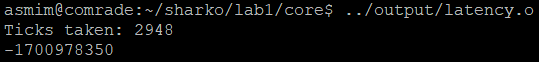 asmim@comrade:~/sharko/lab1/core$ ../output/latency.o
Ticks taken: 2948
-1700978350